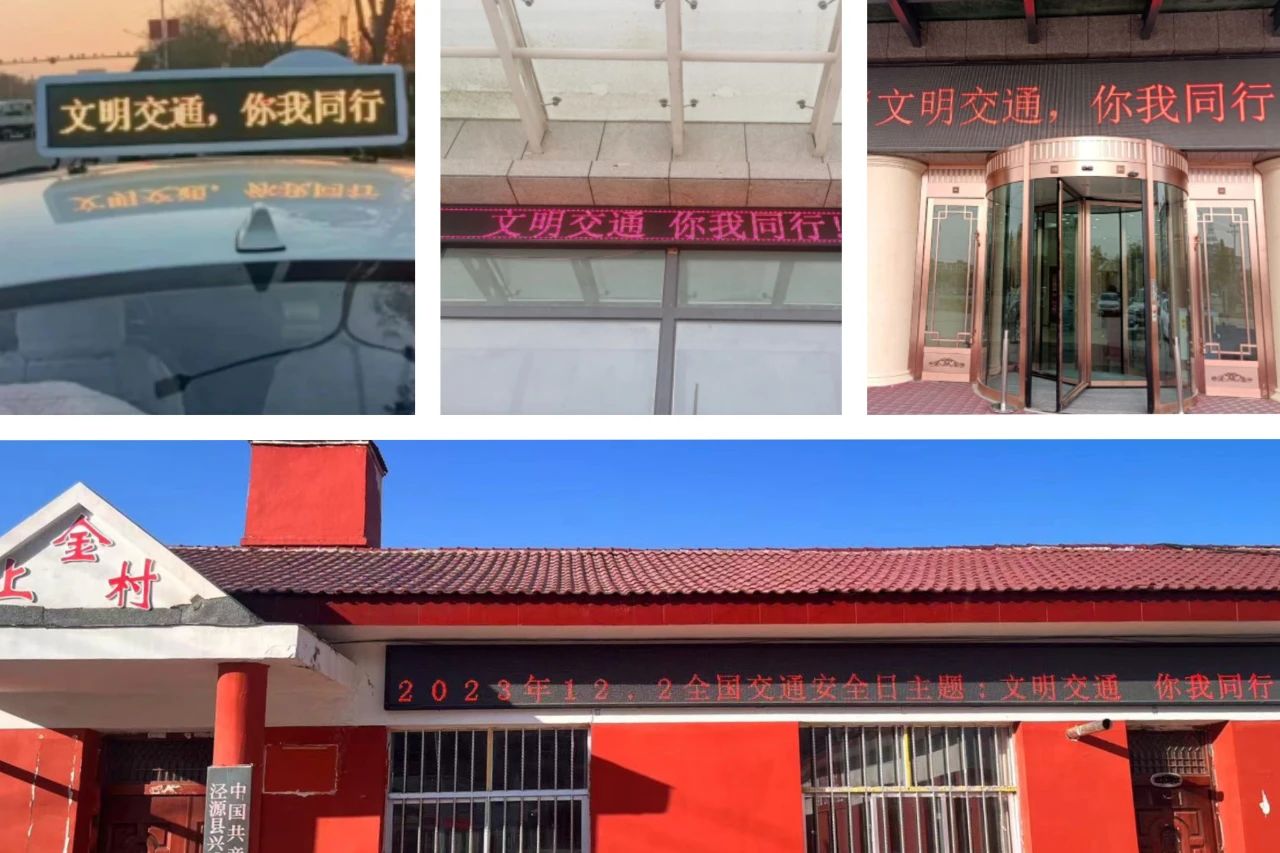 文明交通，你我同行
文明交通 你我同行！
文明交通，你我同行
上金村
2023年12.2全国交通安全日主题：文明交通 你我同行
中国共产
泾源县兴